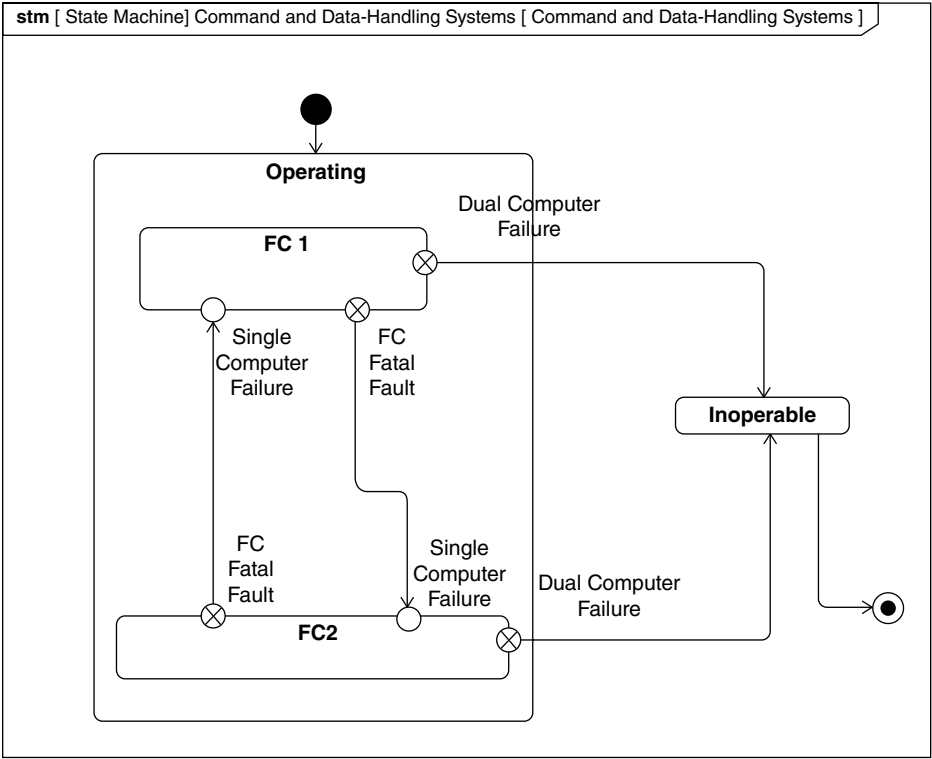 stm [ State Machine] Command and Data-Handling Systems [ Command and Data-Handling Systems ]
Operating
Dual Computer
Failure
FC 1
Single
Computer
Failure
FC
Fatal
Fault
Inoperable
FC
Fatal
Fault
Single
Computer
Failure
Dual Computer
Failure
FC2